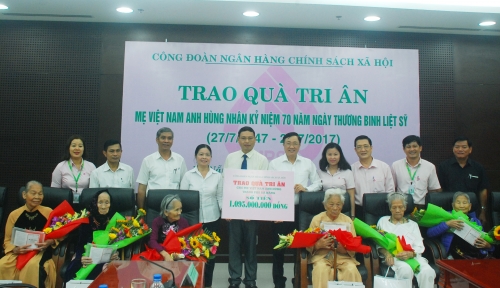 CÔNG ĐOÀN NGÂN HÀNG CHÍNH SÁCH XÃ HỘI
TRAO QUÀ TRI ÂN
MẸ VIỆT NAM ANH HÙNG NHÂN KỶ NIỆM 70 NĂM NGÀY THƯƠNG BINH LIỆT SỸ
(27/7/ 47 - 2 /7/2017)
TRAO QUÀ TRI ÂN
1.095.000.000 ĐỒNG